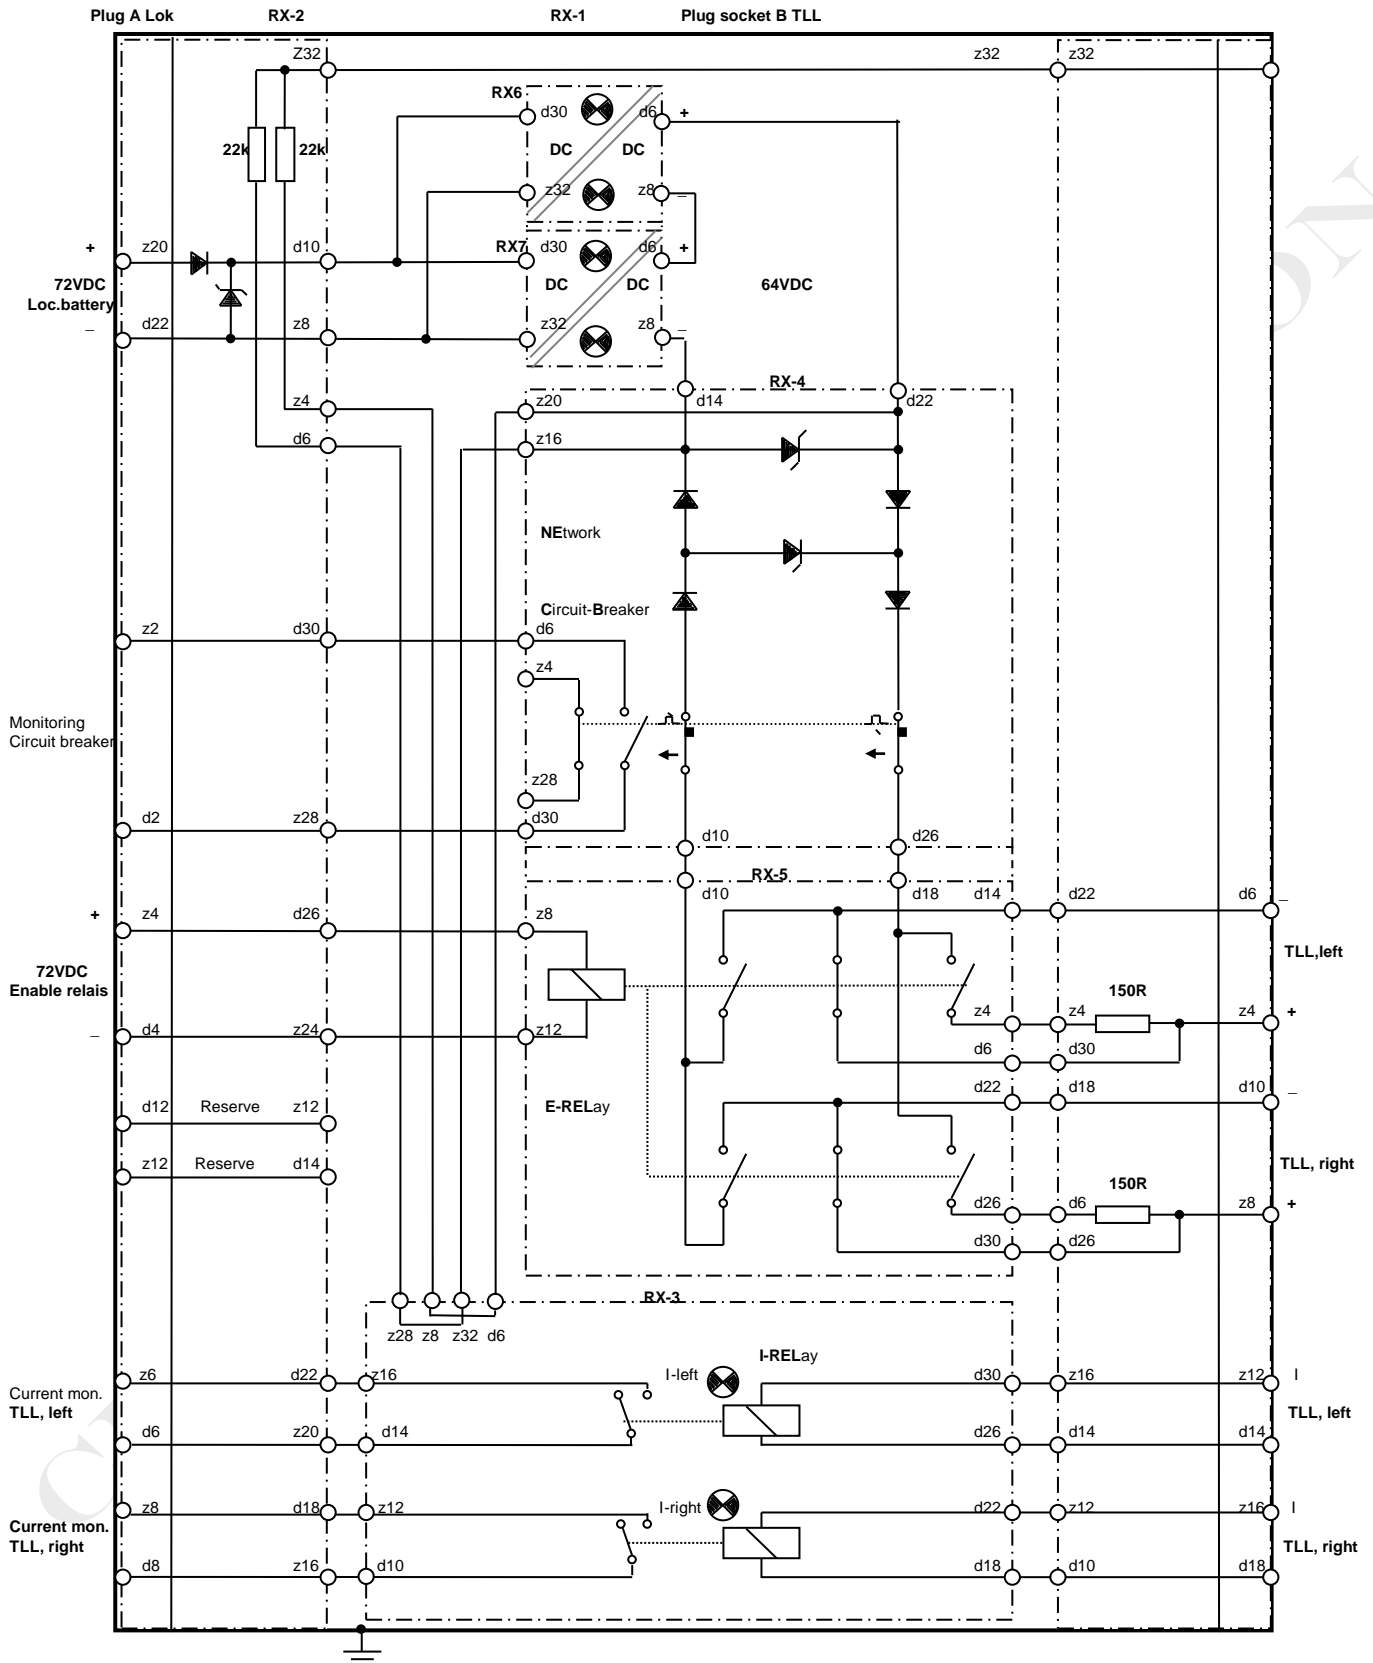 Plug A Lok RX-2 RX-1 Plug socket B TLL
Z32 z32 z32
RX6 d30 d6 +
22k 22k DC DC
z32 z8 _
+ z20 d10 RX7 d30 d6 +
72VDC DC DC 64VDC
Loc.battery
_ d22 z8 z32 z8 _
RX-4
z4 z20 d14 d22
d6 z16
NEtwork
Circuit-Breaker
z2 d30 d6
z4
Monitoring
Circuit breaker
z28
d2 z28 d30
d10 d26
RX-5
d10 d18 d14 d22 d6 _
+ z4 d26 z8
TLL,left
72VDC
Enable relais
150R
z4 z4 z4 +
_ d4 z24 z12
d6 d30
d22 d18 d10 _
d12 Reserve z12 E-RELay
z12 Reserve d14 TLL, right
150R
d26 d6 z8 +
d30 d26
RX-3
z28 z8 z32 d6
I-RELay
z6 d22 z16 I-left d30 z16 z12 I
Current mon.
TLL, left TLL, left
d6 z20 d14 d26 d14 d14
z8 d18 z12 I-right d22 z12 z16 I
Current mon.
TLL, right TLL, right
d8 z16 d10 d18 d10 d18